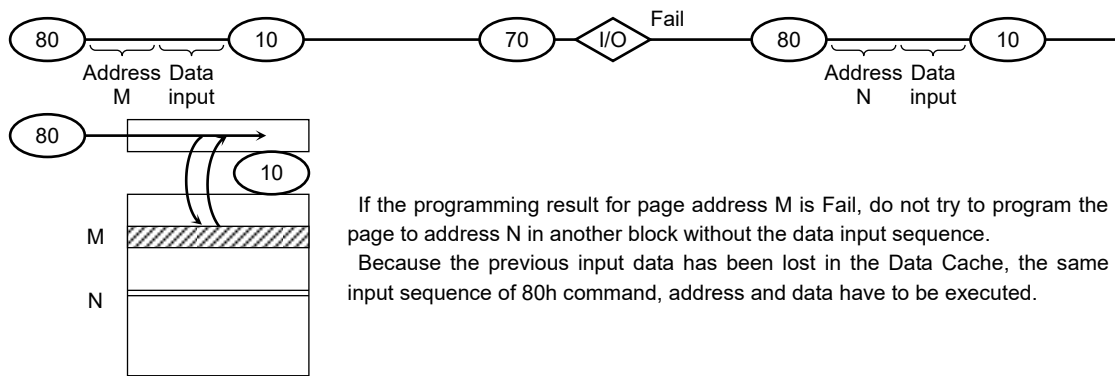 Fail
80 10 70 I/O 80 10
Address Data Address Data
M input N input
80
10
M
N
If the programming result for page address M is Fail, do not try to program the
page to address N in another block without the data input sequence.
Because the previous input data has been lost in the Data Cache, the same
input sequence of 80h command, address and data have to be executed.